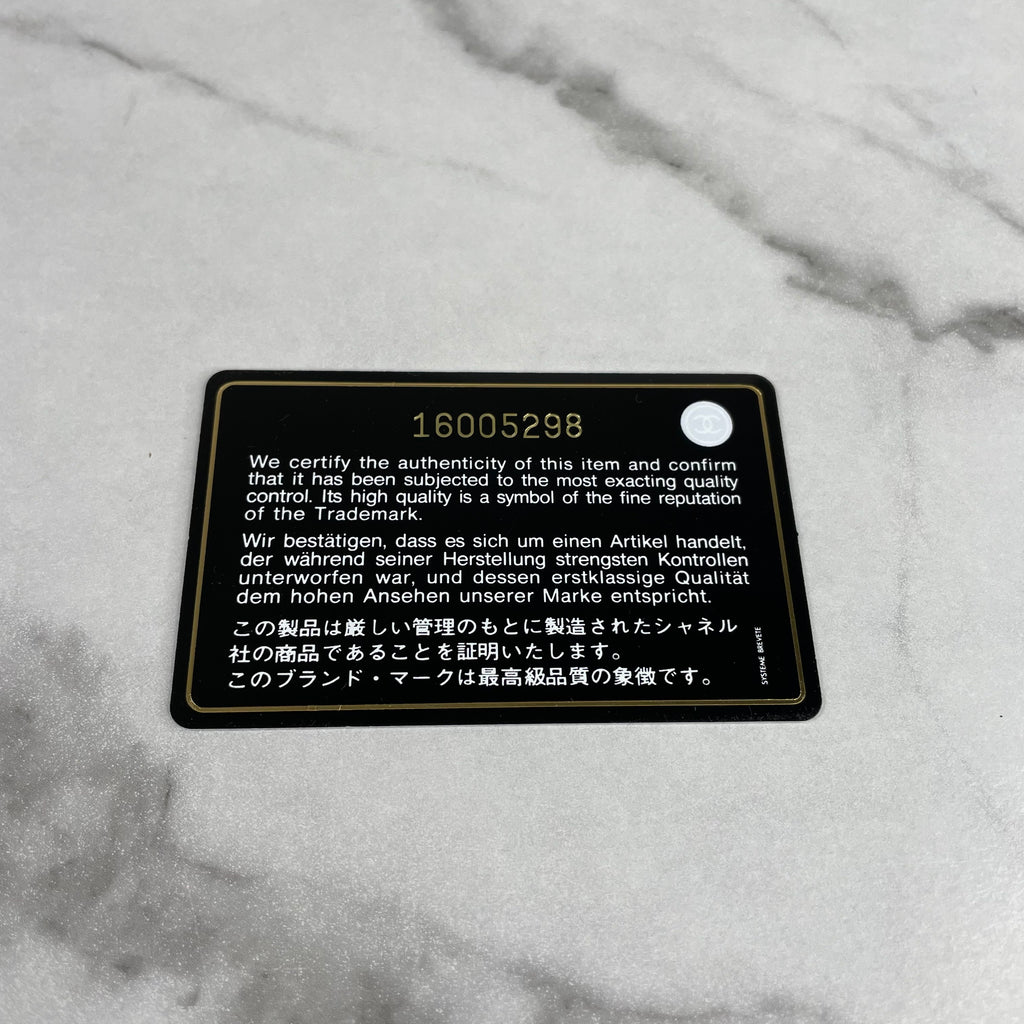 16005298
We certify the authenticity of this item and confirm
that it has been subjected to the most exacting quality
control. Its high quality is a symbol of the fine reputation
of the Trademark.
Wir bestätigen, dass es sich um einen Artikel handelt,
der während seiner Herstellung strengsten Kontrollen
unterworfen war, und dessen erstklassige Qualität
dem hohen Ansehen unserer Marke entspricht.
この製品は厳しい管理のもとに製造されたシャネル
社の商品であることを証明いたします。
このブランド・マークは最高級品質の象徴です。
SYSTEME BREVETE